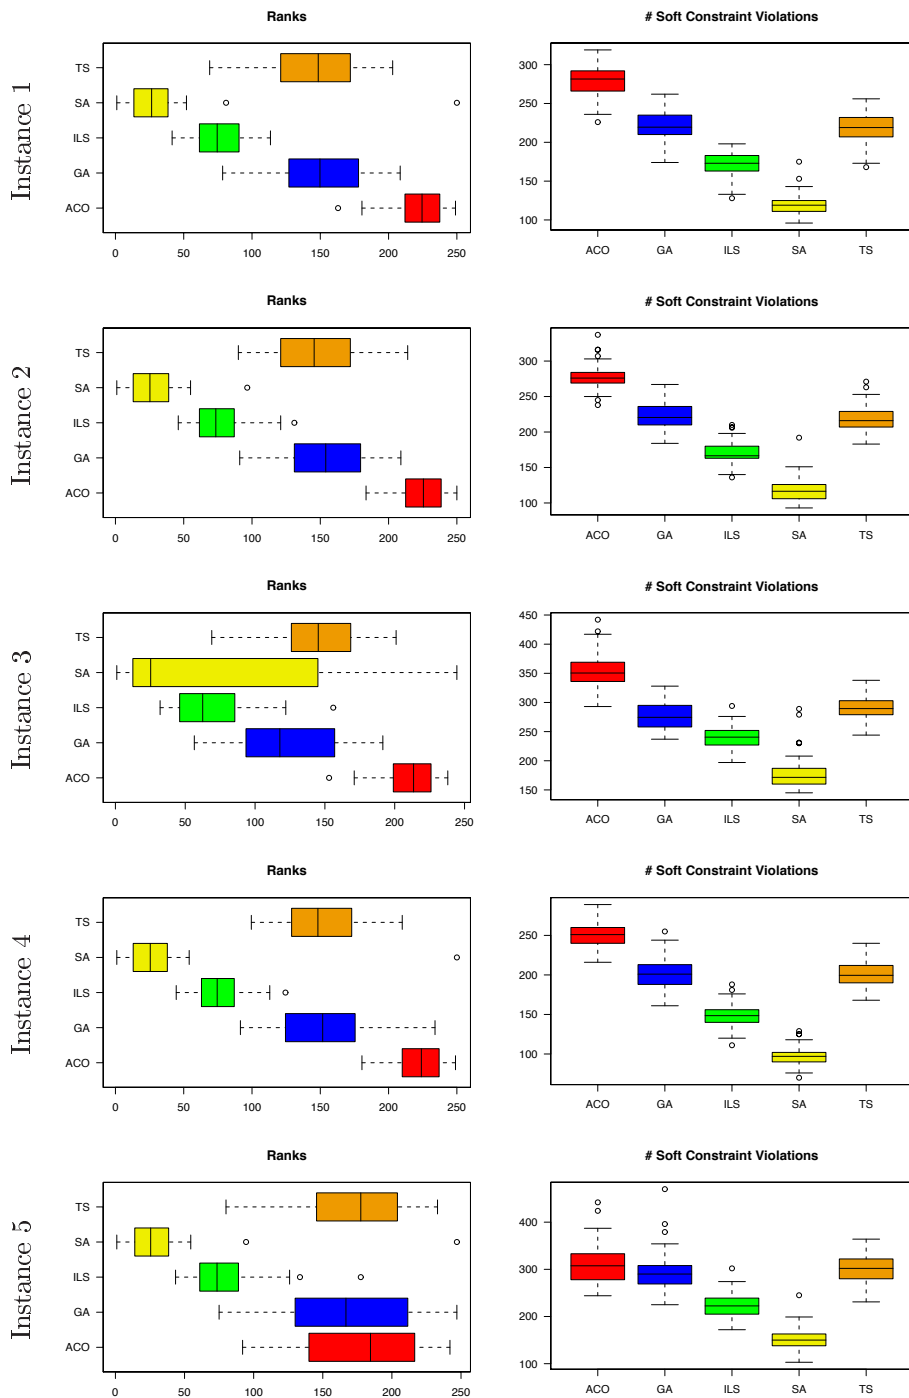 Instance 1
Ranks
TS
SA
ILS
GA
ACO
0 50 100 150 200 250
# Soft Constraint Violations
300
250
200
150
100
ACO GA ILS SA TS
Instance 2
Ranks
TS
SA
ILS
GA
ACO
0 50 100 150 200 250
# Soft Constraint Violations
300
250
200
150
100
ACO GA ILS SA TS
Instance 3
Ranks
TS
SA
ILS
GA
ACO
0 50 100 150 200 250
# Soft Constraint Violations
450
400
350
300
250
200
150
ACO GA ILS SA TS
Instance 4
Ranks
TS
SA
ILS
GA
ACO
0 50 100 150 200 250
# Soft Constraint Violations
250
200
150
100
ACO GA ILS SA TS
Instance 5
Ranks
TS
SA
ILS
GA
ACO
0 50 100 150 200 250
# Soft Constraint Violations
400
300
200
100
ACO GA ILS SA TS